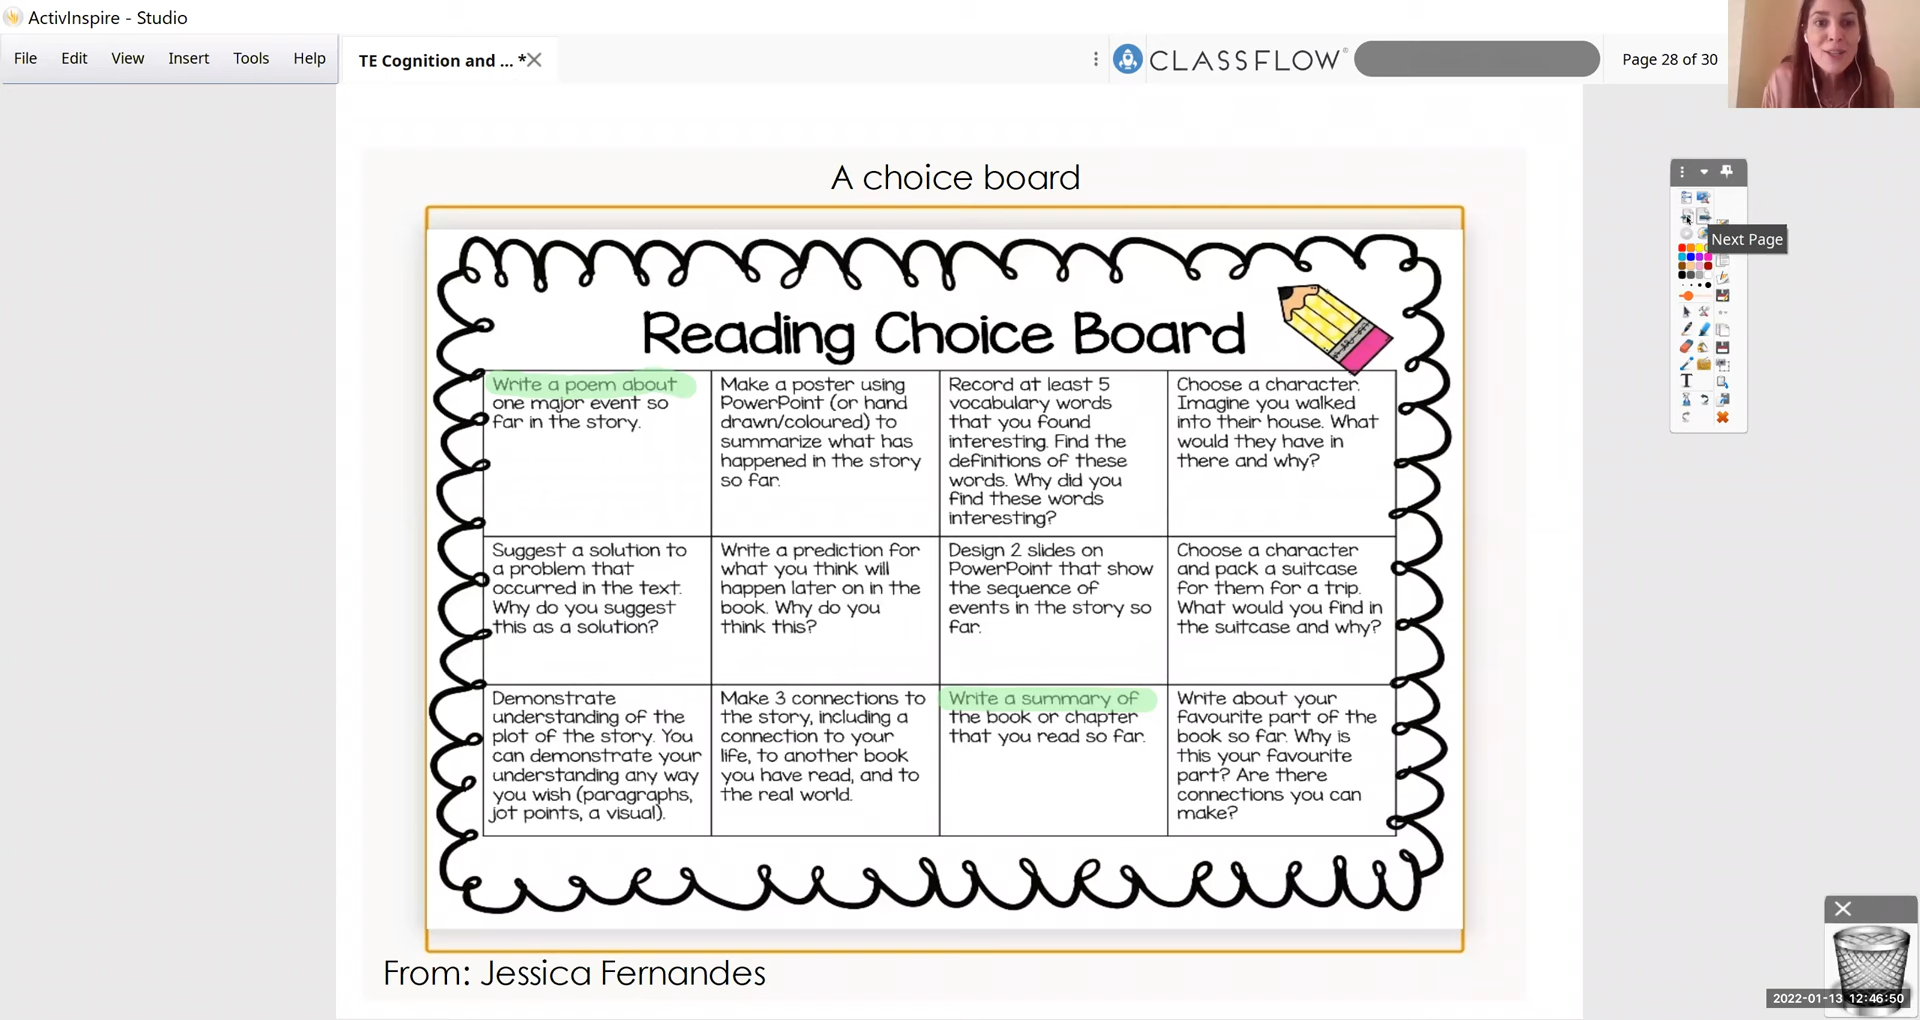 ActivInspire - Studio
File Edit View Insert Tools Help
TE Cognition and ... *
CLASSFLOW
Page 28 of 30
Next Page
A choice board
Reading Choice Board
Write a poem about
one major event so
far in the story.
Make a poster using
PowerPoint (or hand
drawn/coloured) to
summarize what has
happened in the story
so far.
Record at least 5
vocabulary words
that you found
interesting. Find the
definitions of these
words. Why did you
find these words
interesting?
Choose a character.
Imagine you walked
into their house. What
would they have in
there and why?
Suggest a solution to
a problem that
occurred in the text.
Why do you suggest
this as a solution?
Write a prediction for
what you think will
happen later on in the
book. Why do you
think this?
Design 2 slides on
PowerPoint that show
the sequence of
events in the story so
far.
Choose a character
and pack a suitcase
for them for a trip.
What would you find in
the suitcase and why?
Demonstrate
understanding of the
plot of the story. You
can demonstrate your
understanding any way
you wish (paragraphs,
jot points, a visual).
Make 3 connections to
the story, including a
connection to your
life, to another book
you have read, and to
the real world.
Write a summary of
the book or chapter
that you read so far.
Write about your
favourite part of the
book so far. Why is
this your favourite
part? Are there
connections you can
make?
From: Jessica Fernandes
2022-01-13 12:46:50